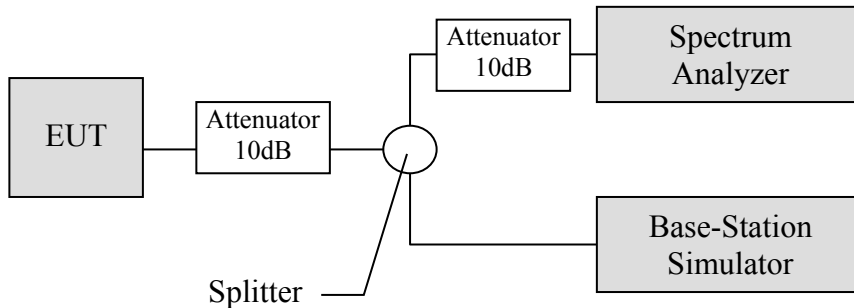 Attenuator
10dB
Spectrum
Analyzer
EUT
Attenuator
10dB
Base-Station
Simulator
Splitter